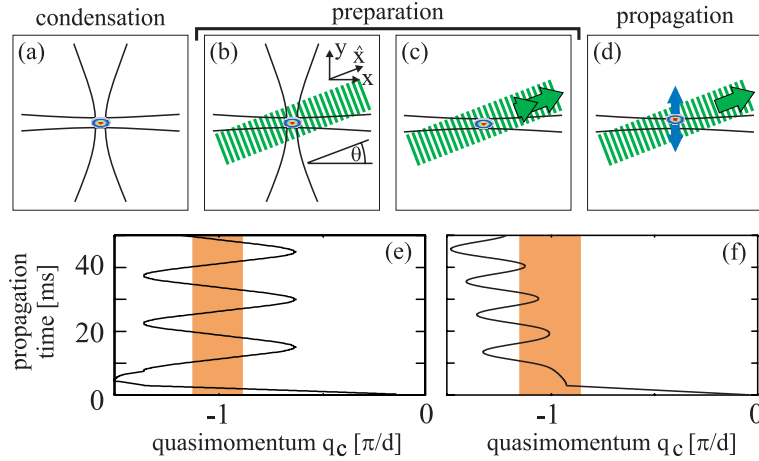 condensation
preparation
propagation
(a)
(b)
y
x̂
x
θ
(c)
(d)
propagation
time [ms]
40
20
0
(e)
-1
0
quasimomentum q_c [π/d]
(f)
-1
0
quasimomentum q_c [π/d]